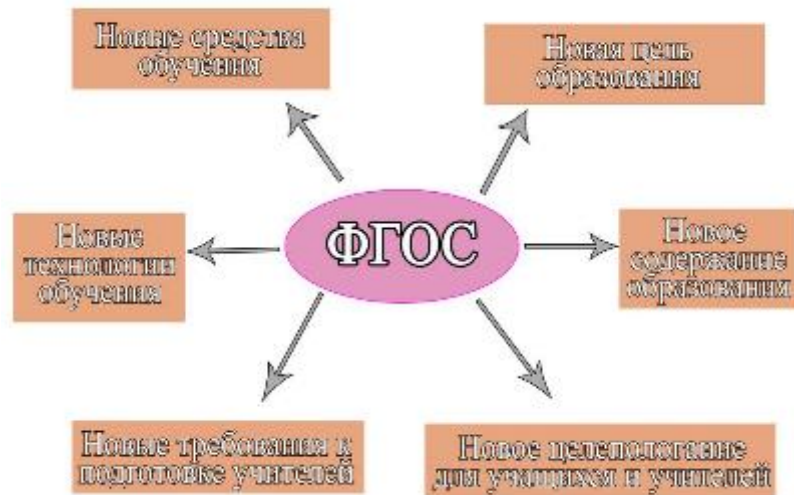 Новые средства
обучения
Новая цель
образования
ФГОС
Новые
технологии
обучения
Новое
содержание
образования
Новые требования к
подготовке учителей
Новое целепологание
для учащихся и учителей